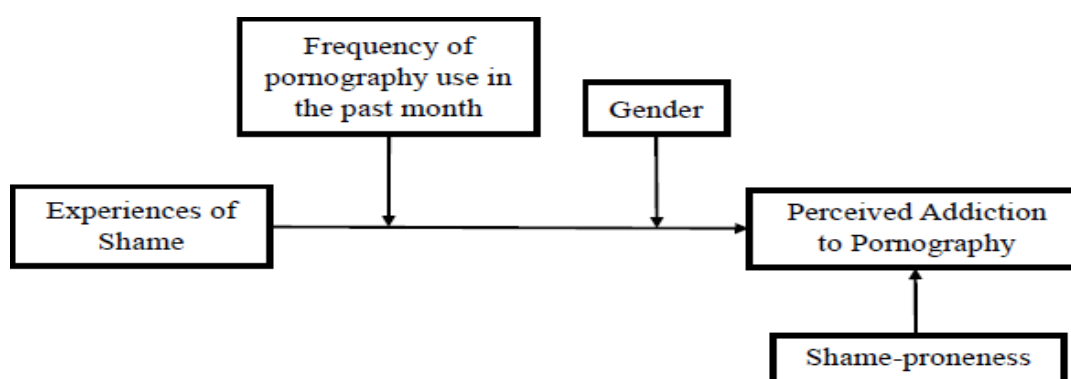 Frequency of
pornography use in
the past month
Gender
Experiences of
Shame
Perceived Addiction
to Pornography
Shame-proneness